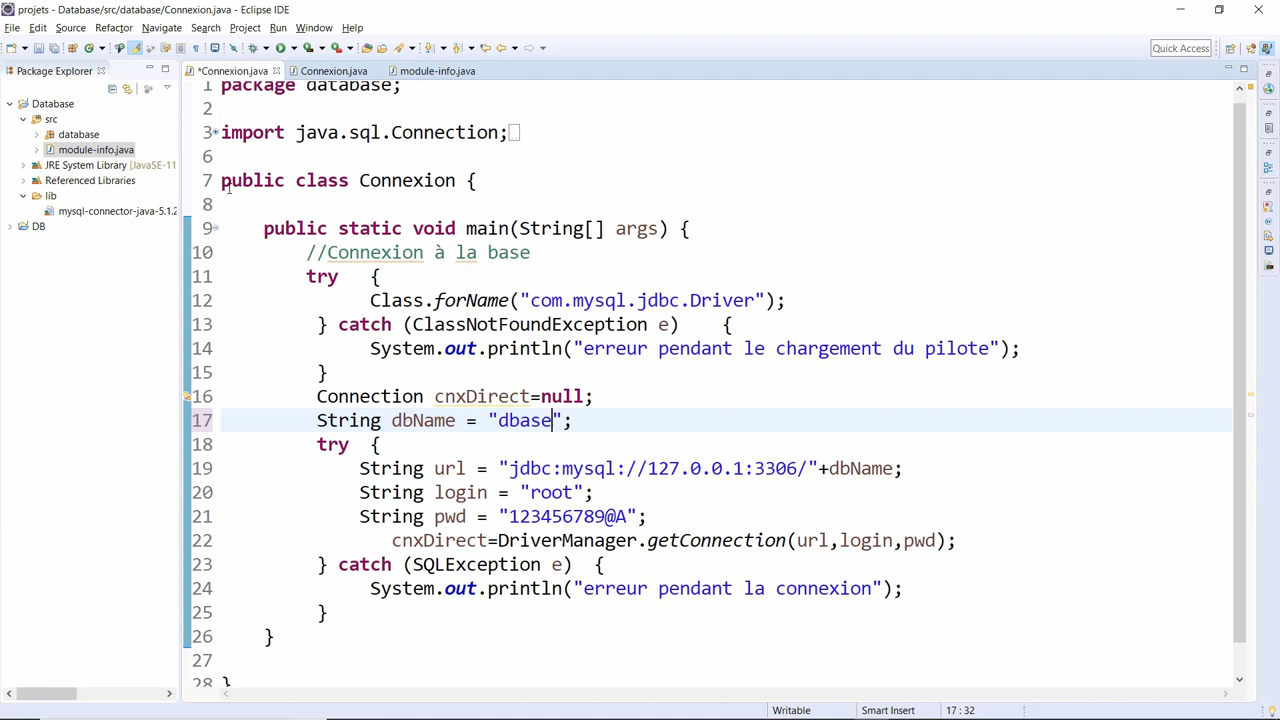 projets - Database/src/database/Connexion.java - Eclipse IDE
File Edit Source Refactor Navigate Search Project Run Window Help
Quick Access
Package Explorer
*Connexion.java Connexion.java module-info.java
Database
src
database
module-info.java
JRE System Library [JavaSE-11
Referenced Libraries
lib
mysql-connector-java-5.1.2
DB
1 package database;
2
3 import java.sql.Connection;
6
7 public class Connexion {
8
9 public static void main(String[] args) {
10 //Connexion à la base
11 try {
12 Class.forName("com.mysql.jdbc.Driver");
13 } catch (ClassNotFoundException e) {
14 System.out.println("erreur pendant le chargement du pilote");
15 }
16 Connection cnxDirect=null;
17 String dbName = "dbase";
18 try {
19 String url = "jdbc:mysql://127.0.0.1:3306/"+dbName;
20 String login = "root";
21 String pwd = "123456789@A";
22 cnxDirect=DriverManager.getConnection(url,login,pwd);
23 } catch (SQLException e) {
24 System.out.println("erreur pendant la connexion");
25 }
26 }
27
28 }
Writable Smart Insert 17 : 32